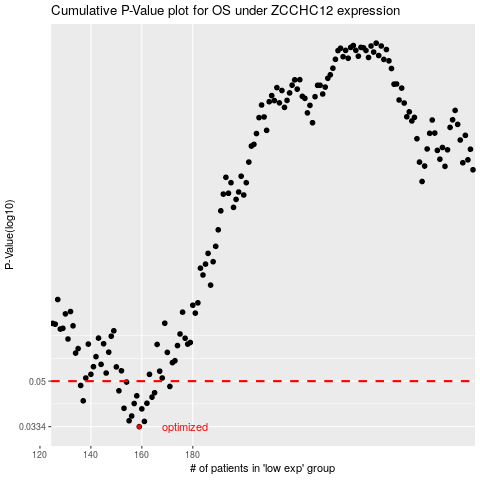 Cumulative P-Value plot for OS under ZCCHC12 expression
P-Value(log10)
0.05
0.0334
optimized
120 140 160 180
# of patients in 'low exp' group